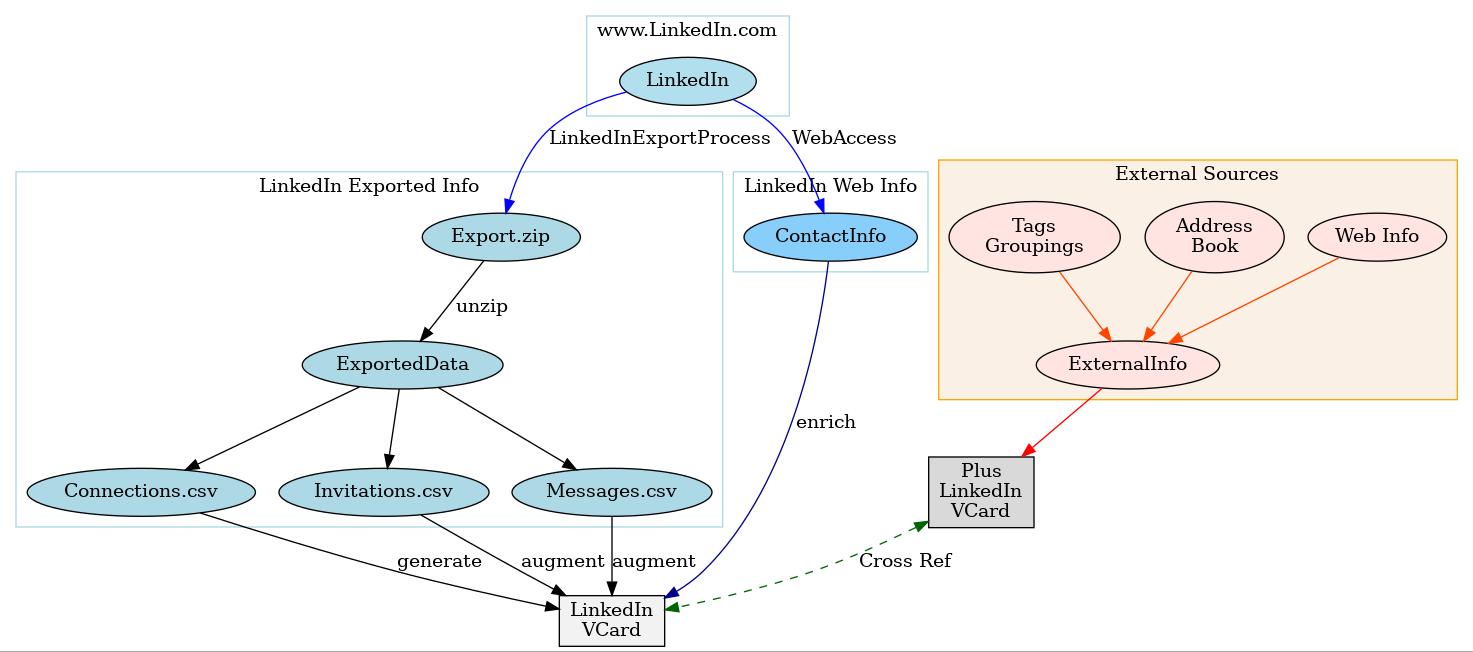 www.LinkedIn.com
LinkedIn
LinkedInExportProcess
WebAccess
LinkedIn Exported Info
LinkedIn Web Info
External Sources
Export.zip
ContactInfo
Tags
Groupings
Address
Book
Web Info
unzip
ExportedData
ExternalInfo
enrich
Connections.csv
Invitations.csv
Messages.csv
Plus
LinkedIn
VCard
generate
augment
augment
Cross Ref
LinkedIn
VCard